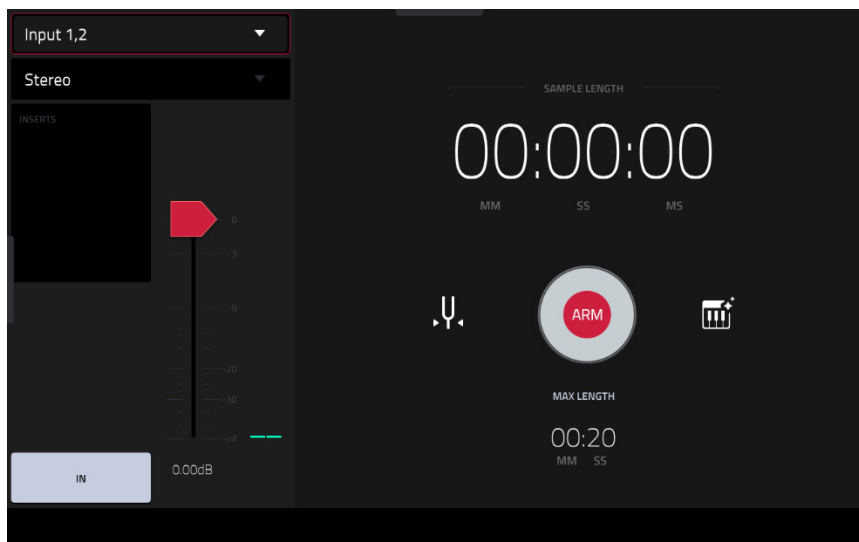 Input 1,2
Stereo
INSERTS
0
-3
-9
-20
-30
-inf
0.00dB
IN
SAMPLE LENGTH
00:00:00
MM SS MS
ARM
MAX LENGTH
00:20
MM SS